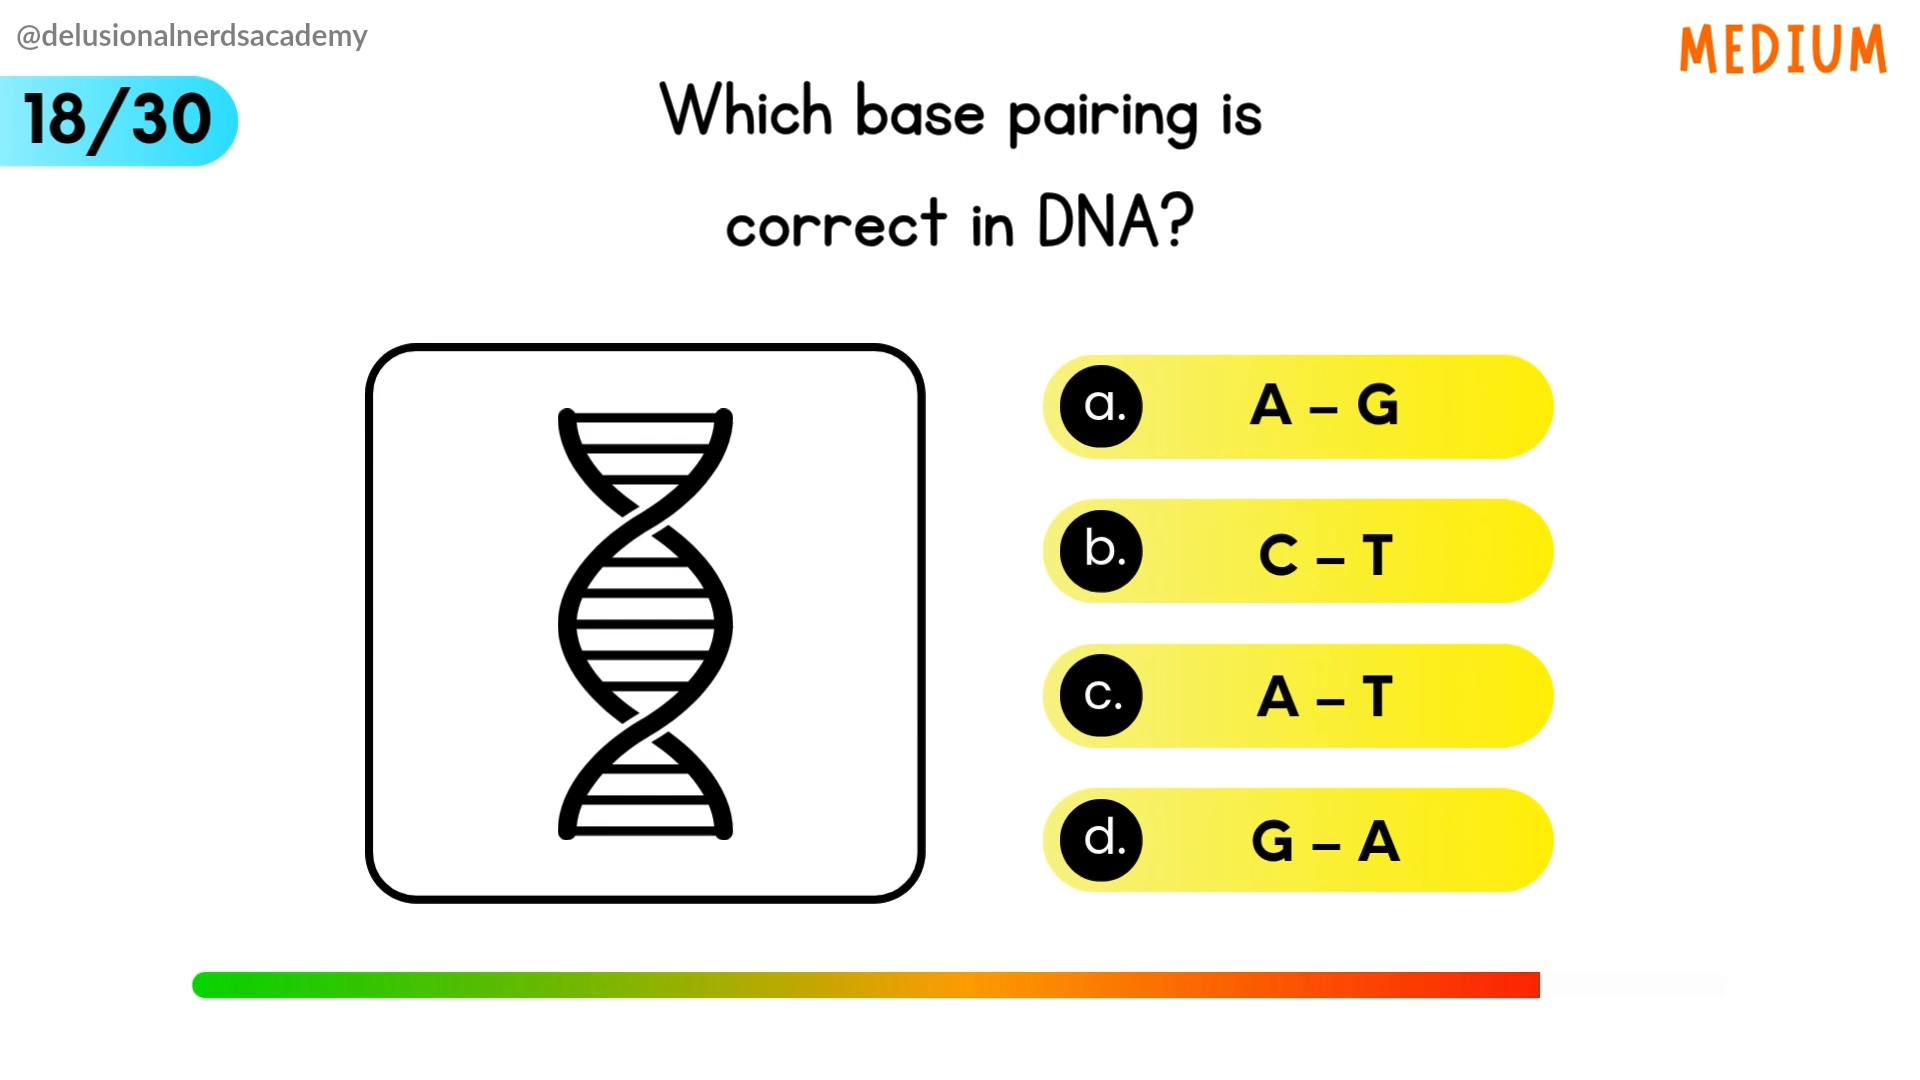 @delusionalnerdsacademy
MEDIUM
18/30
Which base pairing is
correct in DNA?
a. A – G
b. C – T
c. A – T
d. G – A